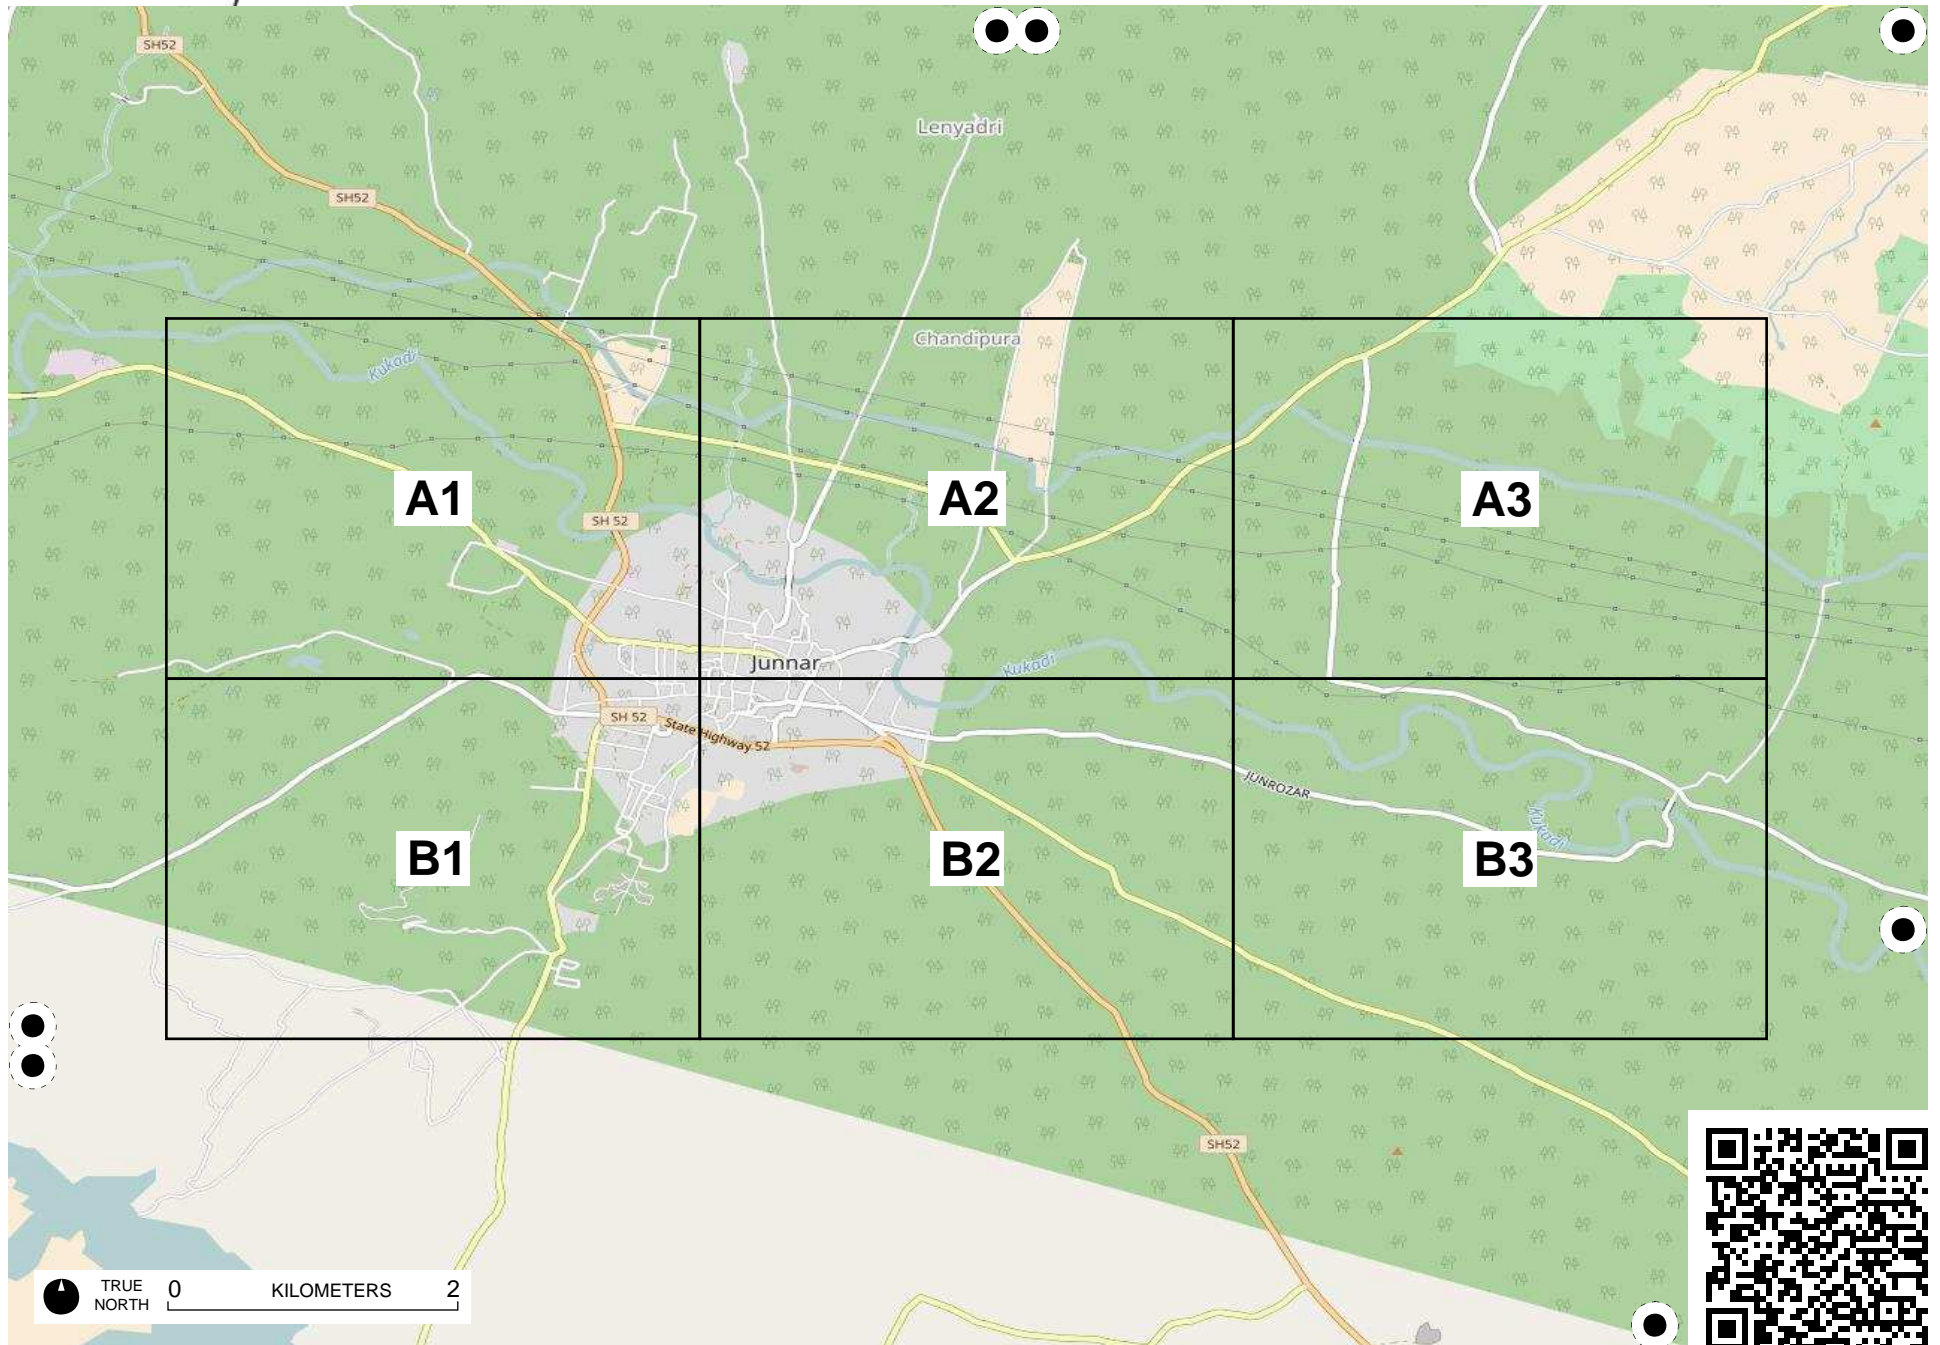 SH52
Lenyadri
SH52
Chandipura
Kukadi
A1
A2
A3
SH 52
Junnar
Kukadi
SH 52
State Highway 52
JUNROZAR
Kukadi
B1
B2
B3
SH52
TRUE NORTH
0 KILOMETERS 2